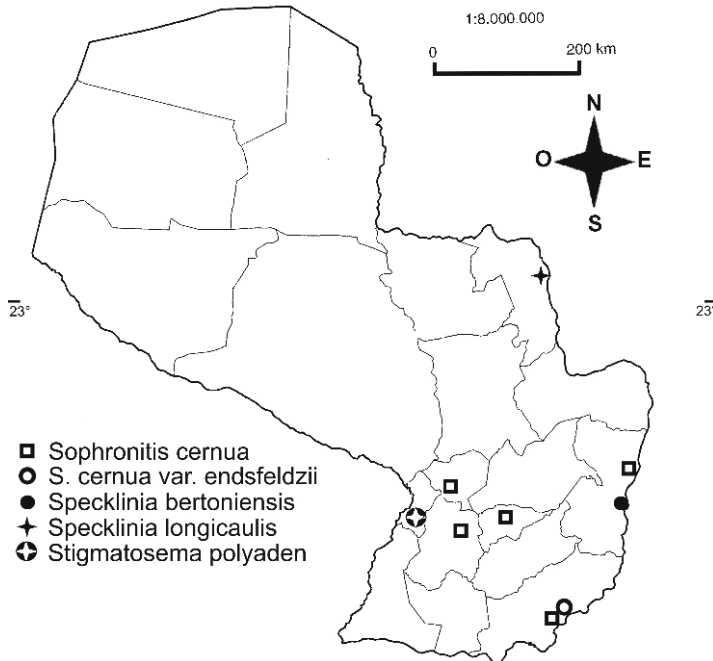 1:8.000.000
0 200 km
N
O E
S
23° 23°
Sophronitis cernua
S. cernua var. endsfeldzii
Specklinia bertoniensis
Specklinia longicaulis
Stigmatosema polyaden